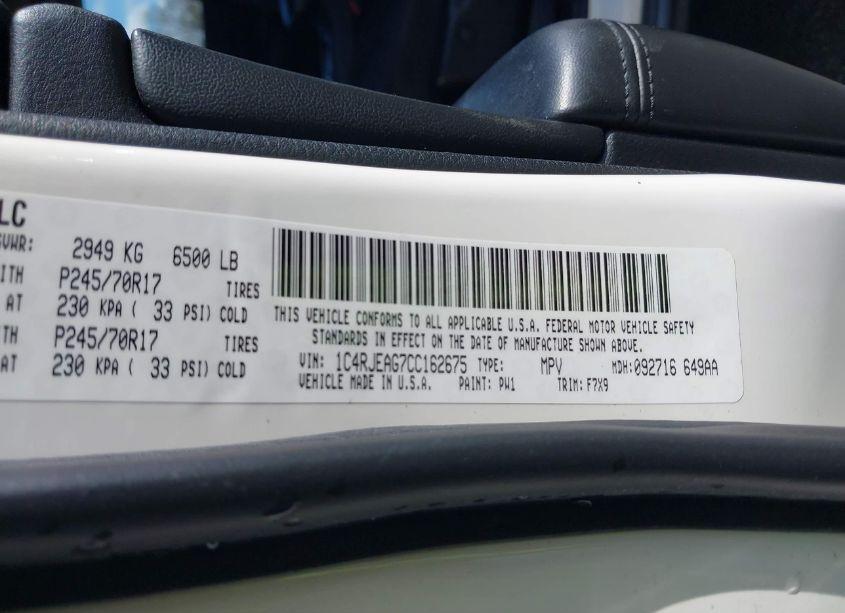 LC
GVWR: 2949 KG 6500 LB
ITH P245/70R17 TIRES
AT 230 KPA ( 33 PSI) COLD
ITH P245/70R17 TIRES
AT 230 KPA ( 33 PSI) COLD
THIS VEHICLE CONFORMS TO ALL APPLICABLE U.S.A. FEDERAL MOTOR VEHICLE SAFETY
STANDARDS IN EFFECT ON THE DATE OF MANUFACTURE SHOWN ABOVE.
VIN: 1C4RJEAG7CC162675 TYPE: MPV MDH:092716 649AA
VEHICLE MADE IN U.S.A. PAINT: PW1 TRIM: F7X9